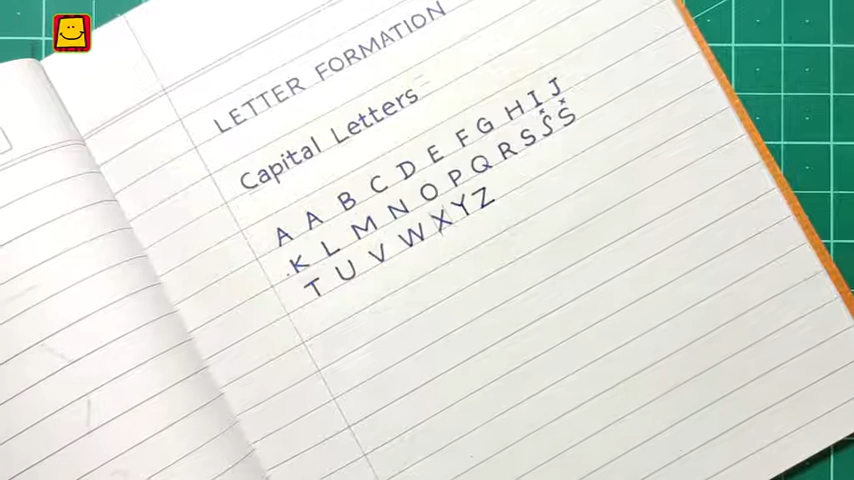 LETTER FORMATION
Capital Letters
A A B C D E F G H I J
K L M N O P Q R S S S
T U V W X Y Z